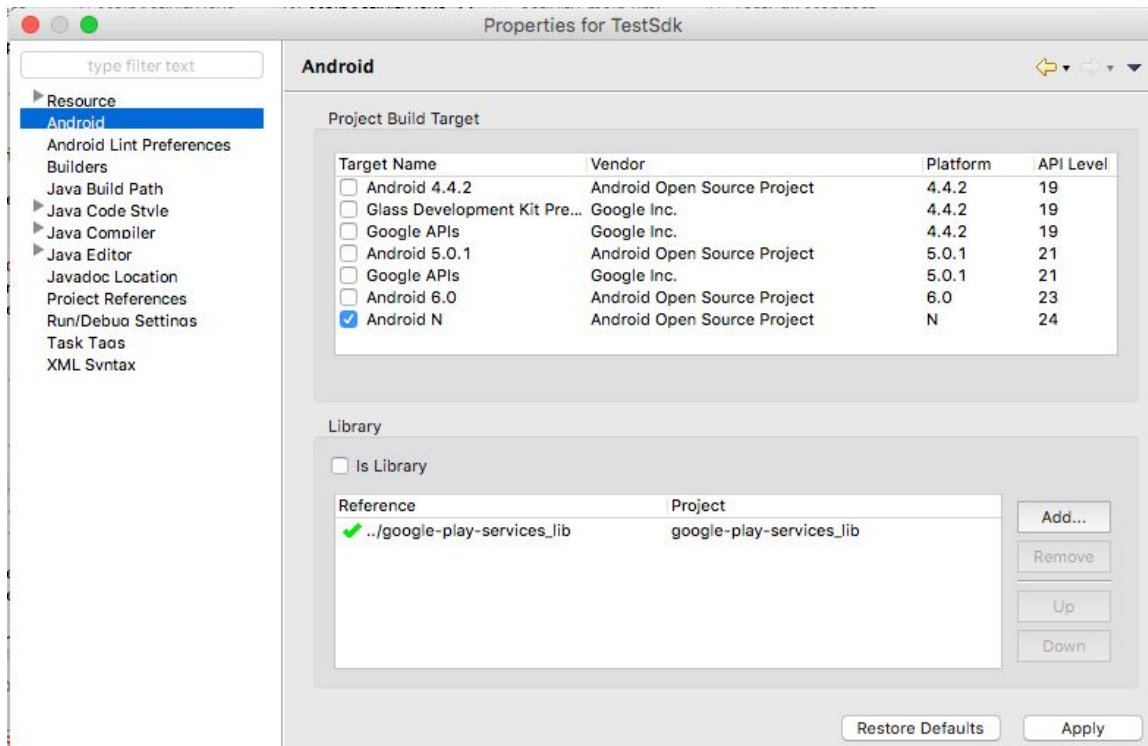 Properties for TestSdk
type filter text
Resource
Android
Android Lint Preferences
Builders
Java Build Path
Java Code Style
Java Compiler
Java Editor
Javadoc Location
Project References
Run/Debug Settings
Task Tags
XML Syntax
Android
Project Build Target
Target Name Vendor Platform API Level
Android 4.4.2 Android Open Source Project 4.4.2 19
Glass Development Kit Pre... Google Inc. 4.4.2 19
Google APIs Google Inc. 4.4.2 19
Android 5.0.1 Android Open Source Project 5.0.1 21
Google APIs Google Inc. 5.0.1 21
Android 6.0 Android Open Source Project 6.0 23
Android N Android Open Source Project N 24
Library
Is Library
Reference Project
../google-play-services_lib google-play-services_lib
Add...
Remove
Up
Down
Restore Defaults Apply